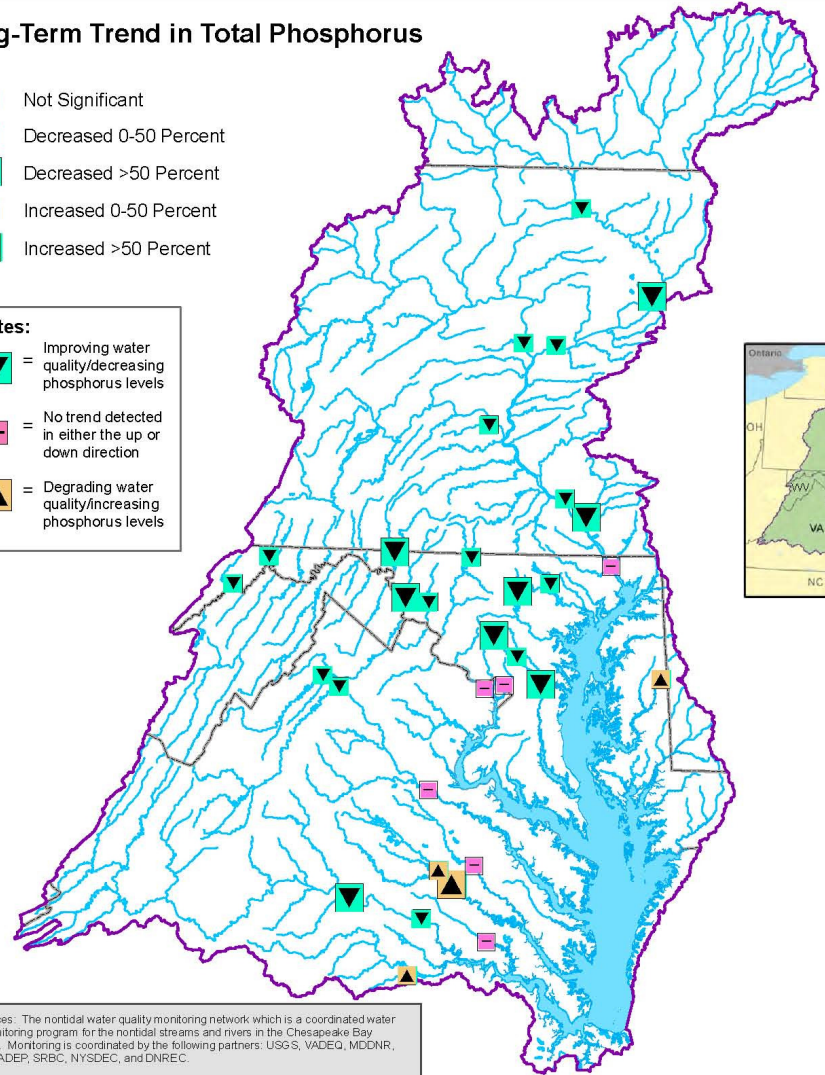 g-Term Trend in Total Phosphorus
Not Significant
Decreased 0-50 Percent
Decreased >50 Percent
Increased 0-50 Percent
Increased >50 Percent
tes:
= Improving water
quality/decreasing
phosphorus levels
= No trend detected
in either the up or
down direction
= Degrading water
quality/increasing
phosphorus levels
Ontario
OH
WV
VA
NC
ces: The nontidal water quality monitoring network which is a coordinated water
nitoring program for the nontidal streams and rivers in the Chesapeake Bay
. Monitoring is coordinated by the following partners: USGS, VADEQ, MDDNR,
ADEP, SRBC, NYSDEC, and DNREC.